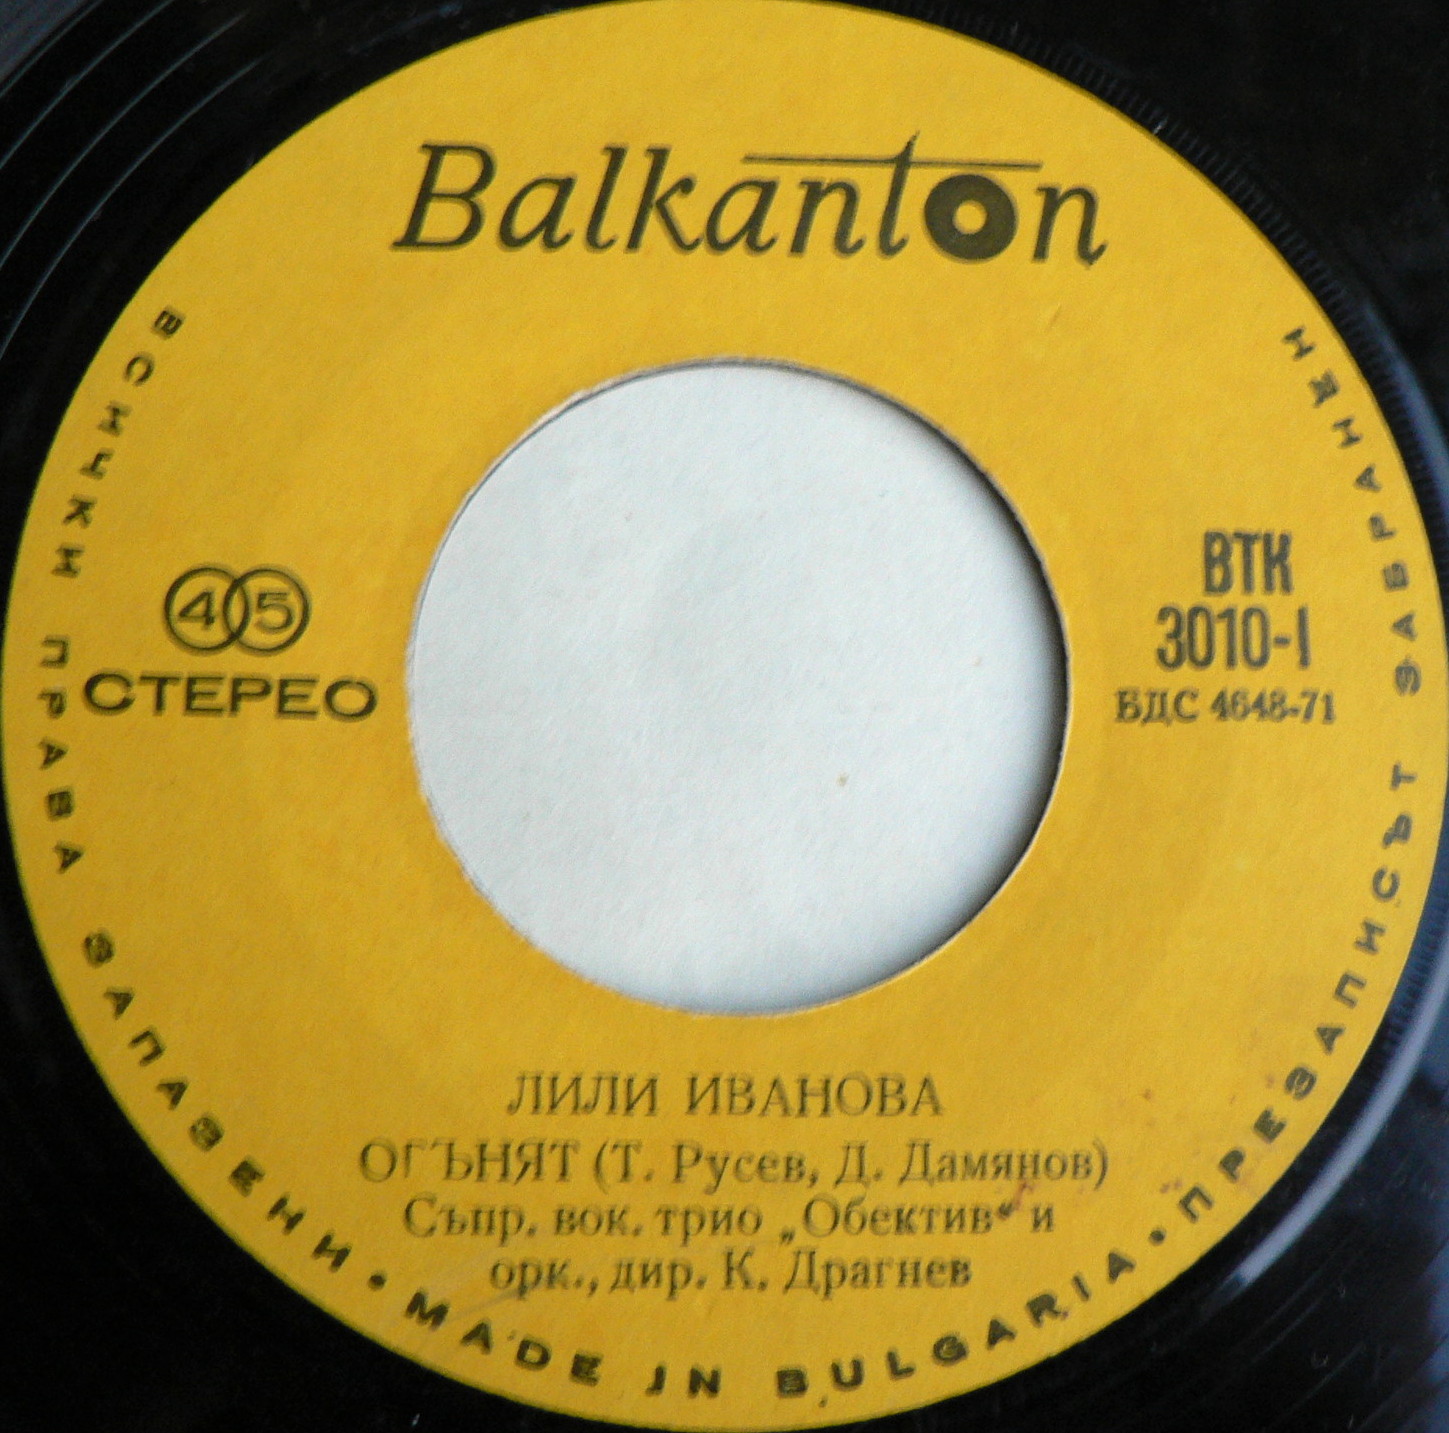 Balkanton
45
СТЕРЕО
ВТК
3010-I
БДС 4648-71
ЛИЛИ ИВАНОВА
ОГЪНЯТ (Т. Русев, Д. Дамянов)
Съпр. вок. трио „Обектив“ и
орк., дир. К. Драгнев
ВСИЧКИ ПРАВА ЗАПАЗЕНИ • MADE IN BULGARIA • ПРЕЗАПИСЪТ ЗАБРАНЕН